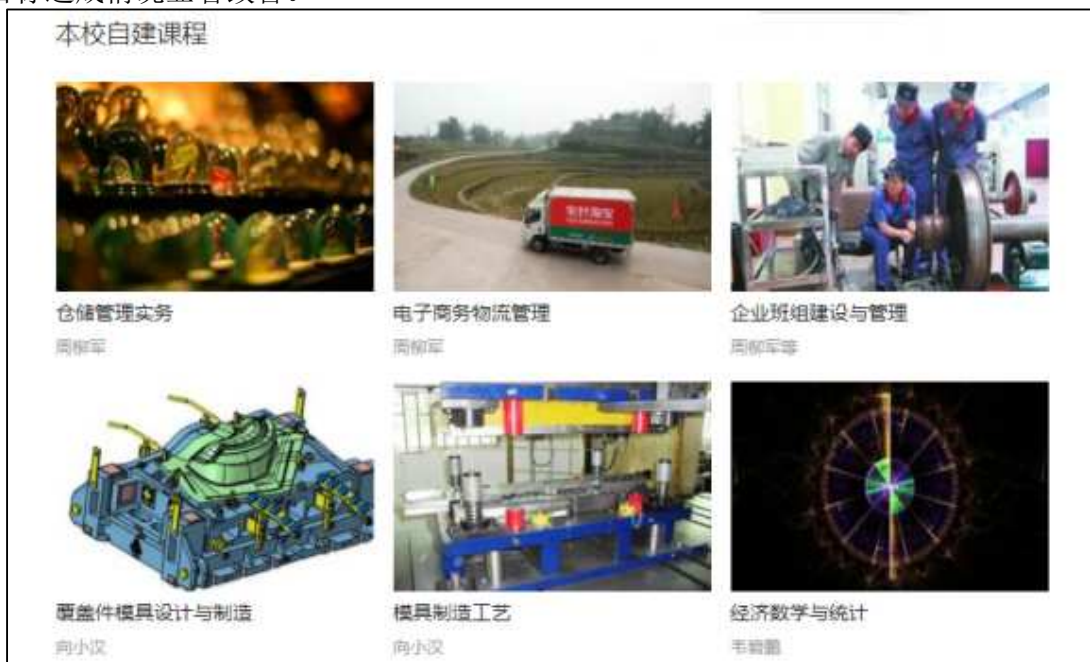 本校自建课程
仓储管理实务
周柳军
电子商务物流管理
周柳军
企业班组建设与管理
周柳军等
覆盖件模具设计与制造
向小汉
模具制造工艺
向小汉
经济数学与统计